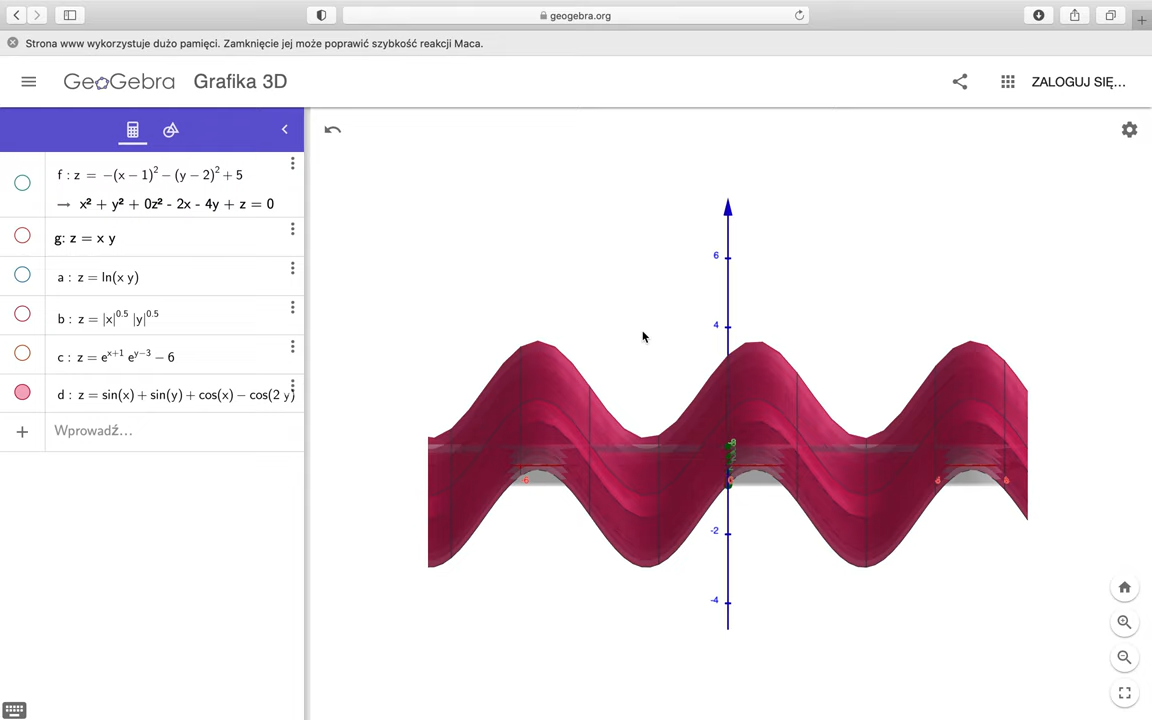 geogebra.org
Strona www wykorzystuje dużo pamięci. Zamknięcie jej może poprawić szybkość reakcji Maca.
GeoGebra Grafika 3D
ZALOGUJ SIĘ...
f : z = −(x − 1)² − (y − 2)² + 5
→ x² + y² + 0z² - 2x - 4y + z = 0
g: z = x y
a : z = ln(x y)
b : z = |x|^0.5 |y|^0.5
c : z = e^(x+1) e^(y−3) − 6
d : z = sin(x) + sin(y) + cos(x) − cos(2 y)
+ Wprowadź…
6
4
-2
-4